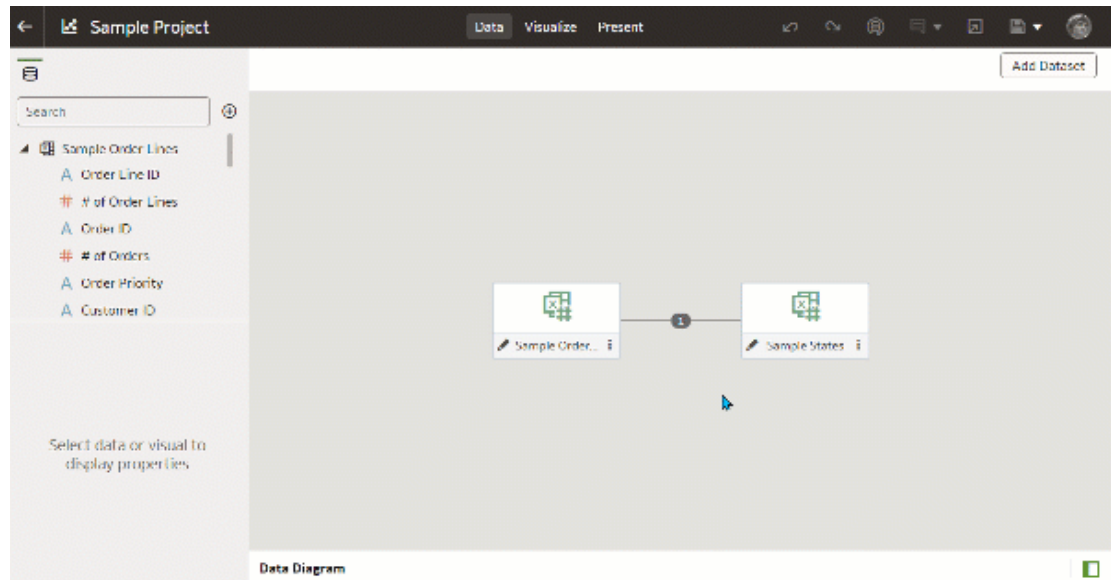 Sample Project
Data Visualize Present
Add Dataset
Search
Sample Order Lines
A Order Line ID
# # of Order Lines
A Order ID
# # of Orders
A Order Priority
A Customer ID
1
Sample Order...
Sample States
Select data or visual to
display properties
Data Diagram